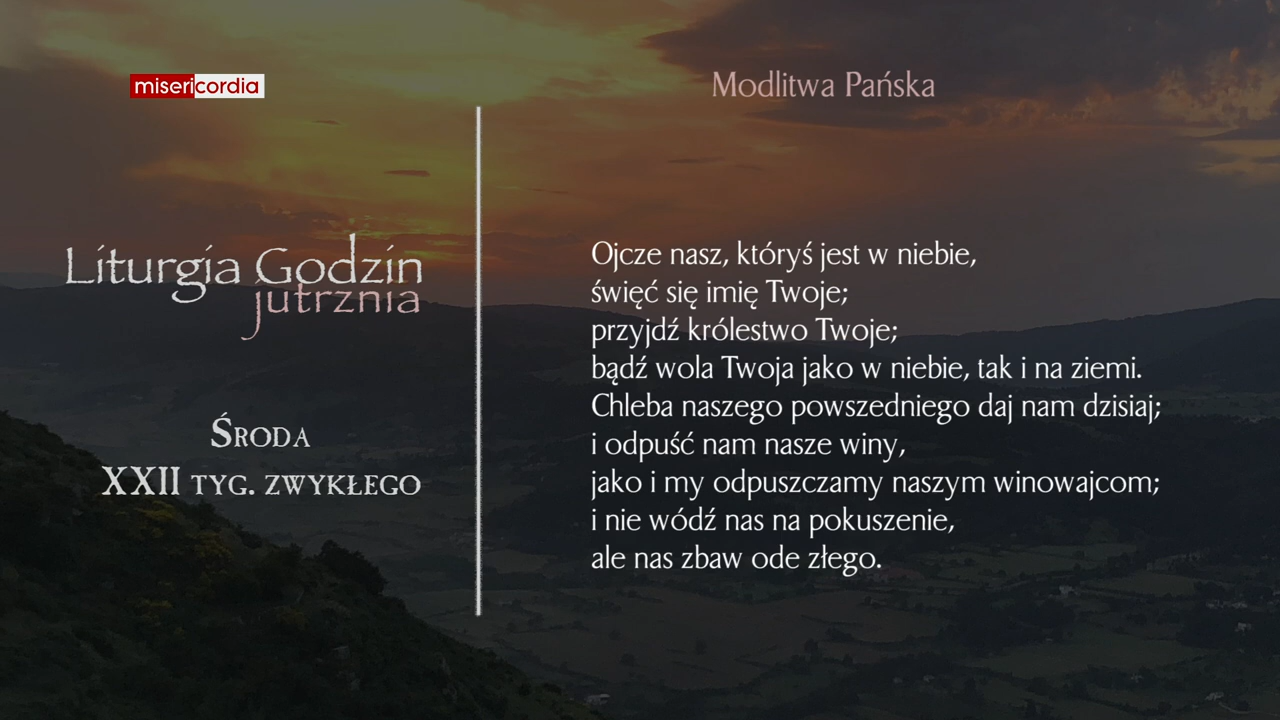 misericordia
Liturgia Godzin
jutrznia
Środa
XXII tyg. zwykłego
Modlitwa Pańska
Ojcze nasz, któryś jest w niebie,
święć się imię Twoje;
przyjdź królestwo Twoje;
bądź wola Twoja jako w niebie, tak i na ziemi.
Chleba naszego powszedniego daj nam dzisiaj;
i odpuść nam nasze winy,
jako i my odpuszczamy naszym winowajcom;
i nie wódź nas na pokuszenie,
ale nas zbaw ode złego.